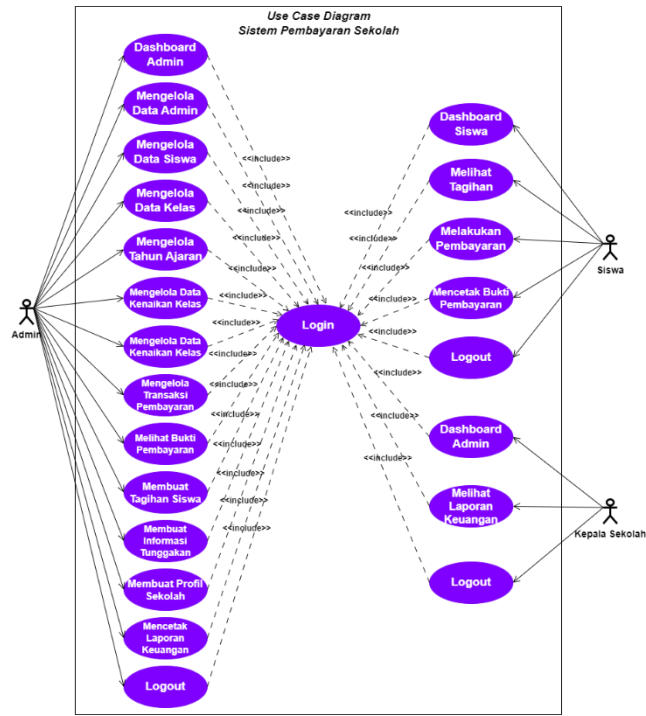 Use Case Diagram
Sistem Pembayaran Sekolah
Dashboard
Admin
Mengelola
Data Admin
Mengelola
Data Siswa
Mengelola
Data Kelas
Mengelola
Tahun Ajaran
Mengelola Data
Kenaikan Kelas
Mengelola Data
Kenaikan Kelas
Mengelola
Transaksi
Pembayaran
Melihat Bukti
Pembayaran
Membuat
Tagihan Siswa
Membuat
Informasi
Tunggakan
Membuat Profil
Sekolah
Mencetak
Laporan
Keuangan
Logout
Admin
<<include>>
<<include>>
<<include>>
<<include>>
<<include>>
<<include>>
<<include>>
<<include>>
<<include>>
<<include>>
<<include>>
<<include>>
<<include>>
Login
<<include>>
<<include>>
<<include>>
<<include>>
<<include>>
<<include>>
<<include>>
<<include>>
Dashboard
Siswa
Melihat
Tagihan
Melakukan
Pembayaran
Mencetak Bukti
Pembayaran
Logout
Siswa
Dashboard
Admin
Melihat
Laporan
Keuangan
Logout
Kepala Sekolah